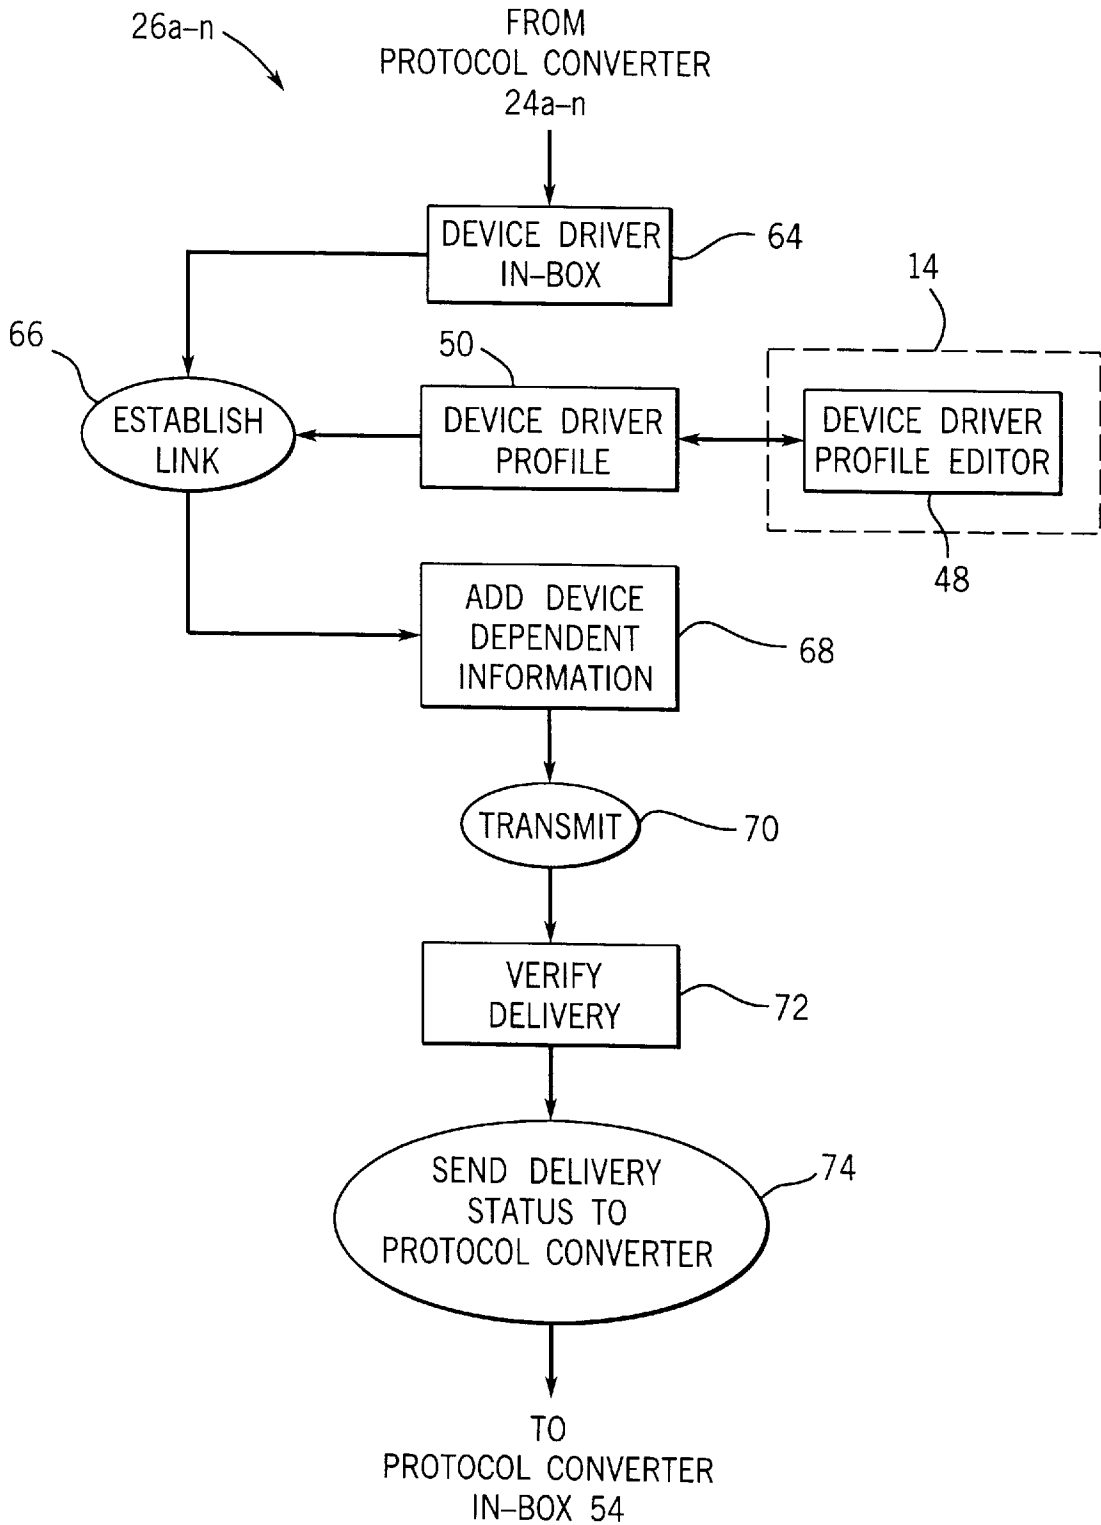 26a–n
FROM
PROTOCOL CONVERTER
24a–n
DEVICE DRIVER
IN–BOX
64
14
66
50
ESTABLISH
LINK
DEVICE DRIVER
PROFILE
DEVICE DRIVER
PROFILE EDITOR
48
ADD DEVICE
DEPENDENT
INFORMATION
68
TRANSMIT
70
VERIFY
DELIVERY
72
SEND DELIVERY
STATUS TO
PROTOCOL CONVERTER
74
TO
PROTOCOL CONVERTER
IN–BOX 54